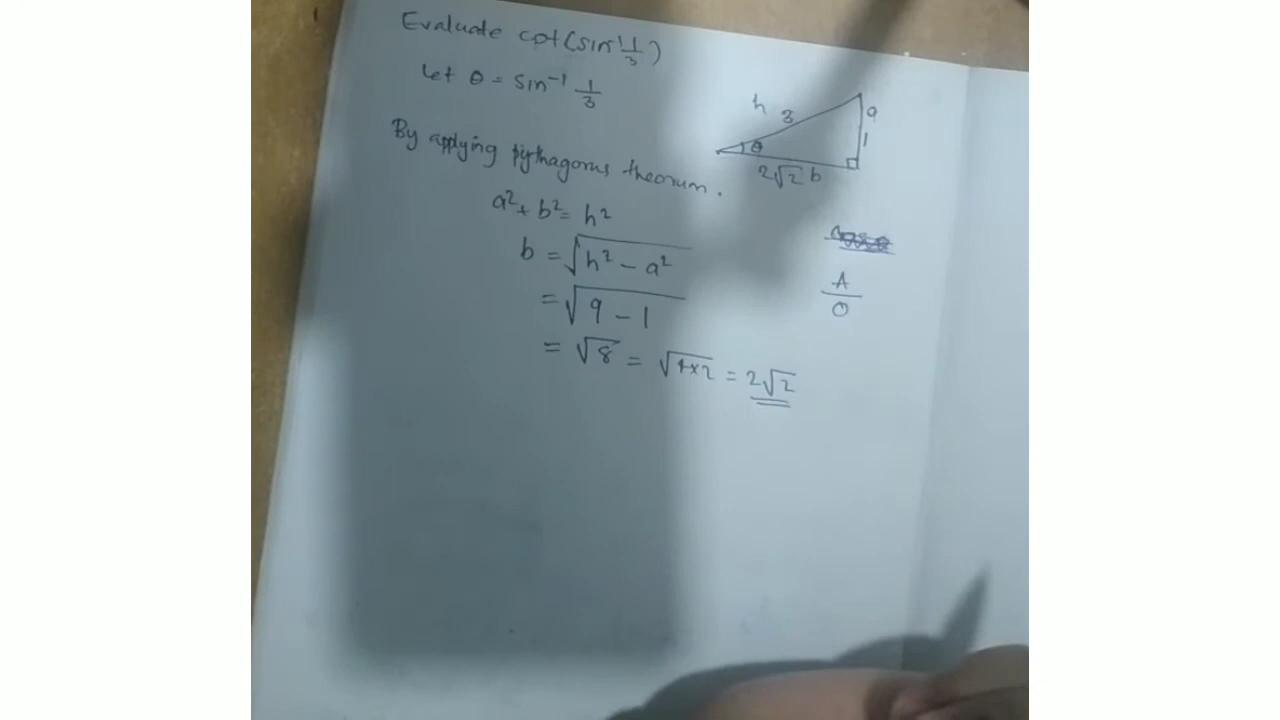 Evaluate cot(sin⁻¹ 1/3)
Let θ = sin⁻¹ 1/3
h 3 a
θ 1
2√2 b
By applying pythagorus theorum.
a² + b² = h²
b = √(h² − a²)
= √(9 − 1)
A/O
= √8 = √(4×2) = 2√2